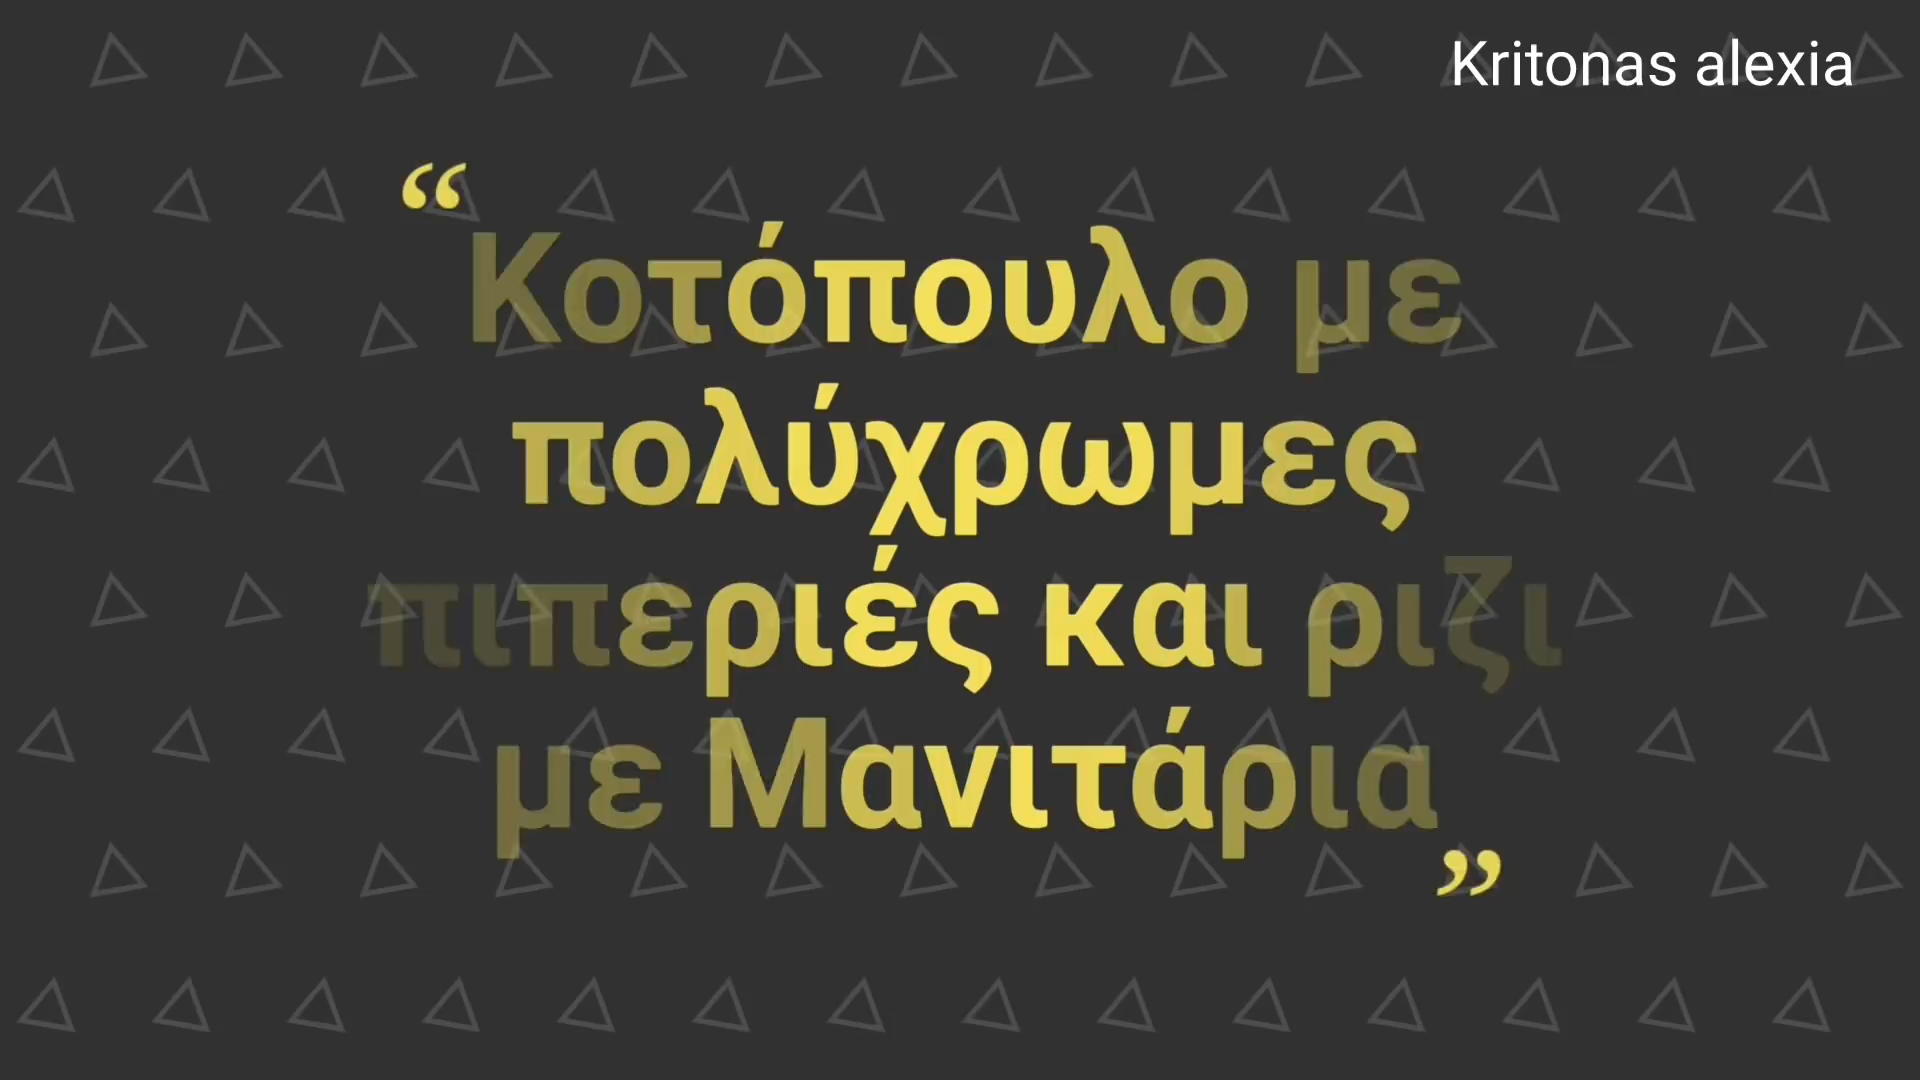 Kritonas alexia
“Κοτόπουλο με
πολύχρωμες
πιπεριές και ριζι
με Μανιτάρια”